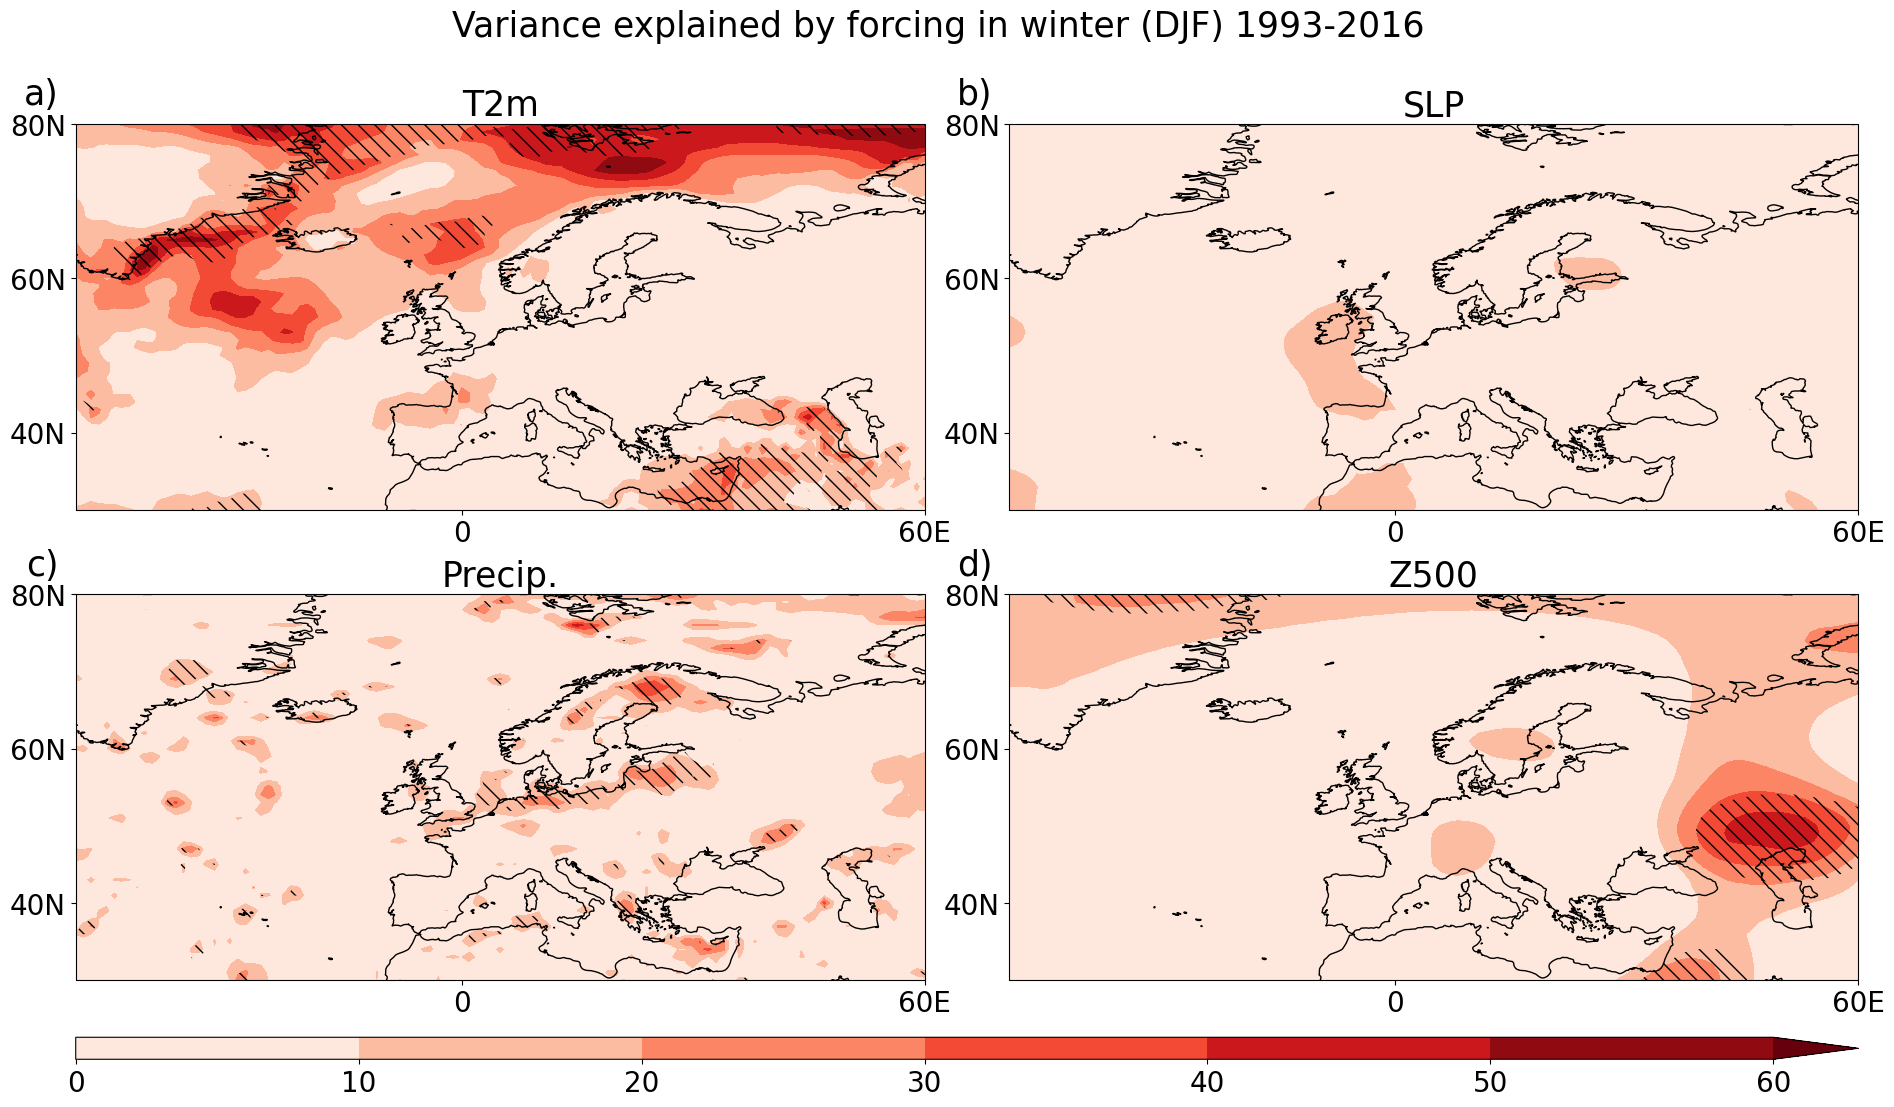 Variance explained by forcing in winter (DJF) 1993-2016
a)
T2m
b)
SLP
80N
60N
40N
0
60E
80N
60N
40N
0
60E
c)
Precip.
d)
Z500
80N
60N
40N
0
60E
80N
60N
40N
0
60E
0
10
20
30
40
50
60